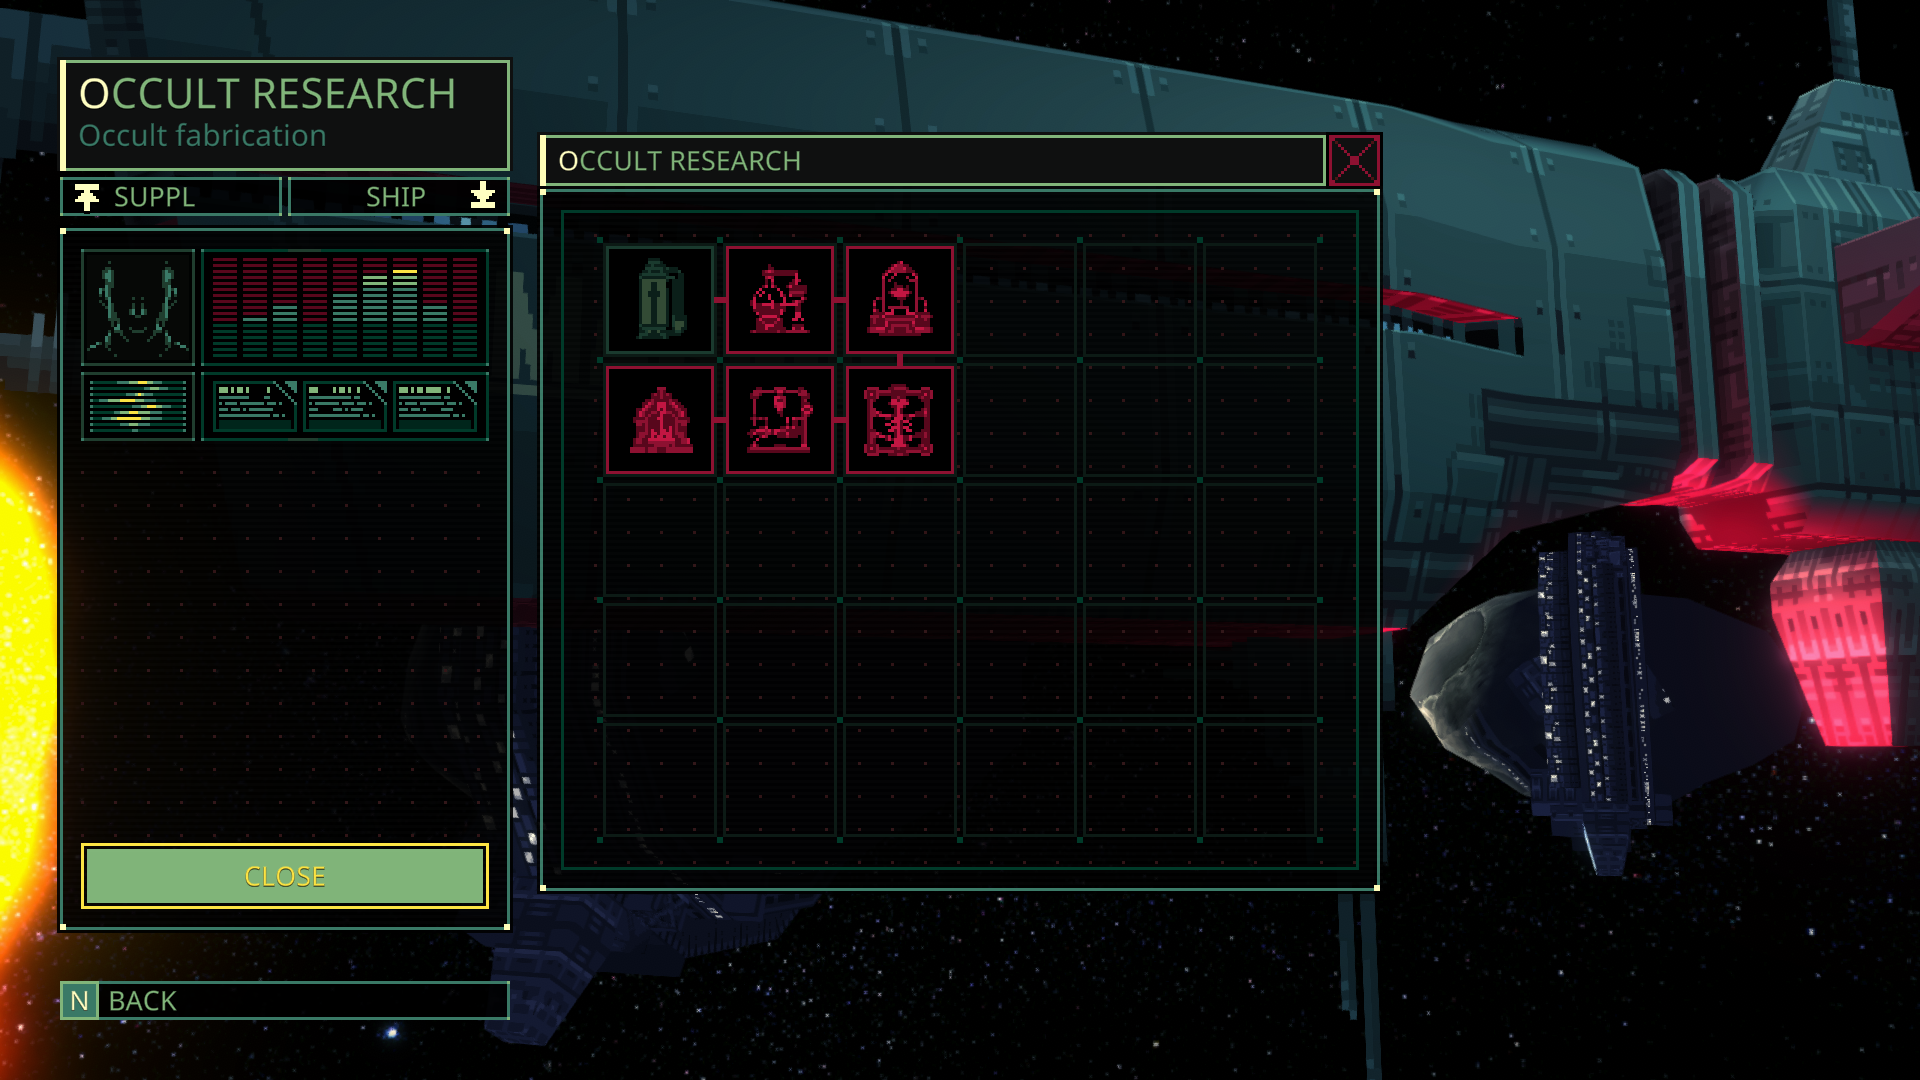 OCCULT RESEARCH
Occult fabrication
SUPPL
SHIP
OCCULT RESEARCH
CLOSE
N BACK